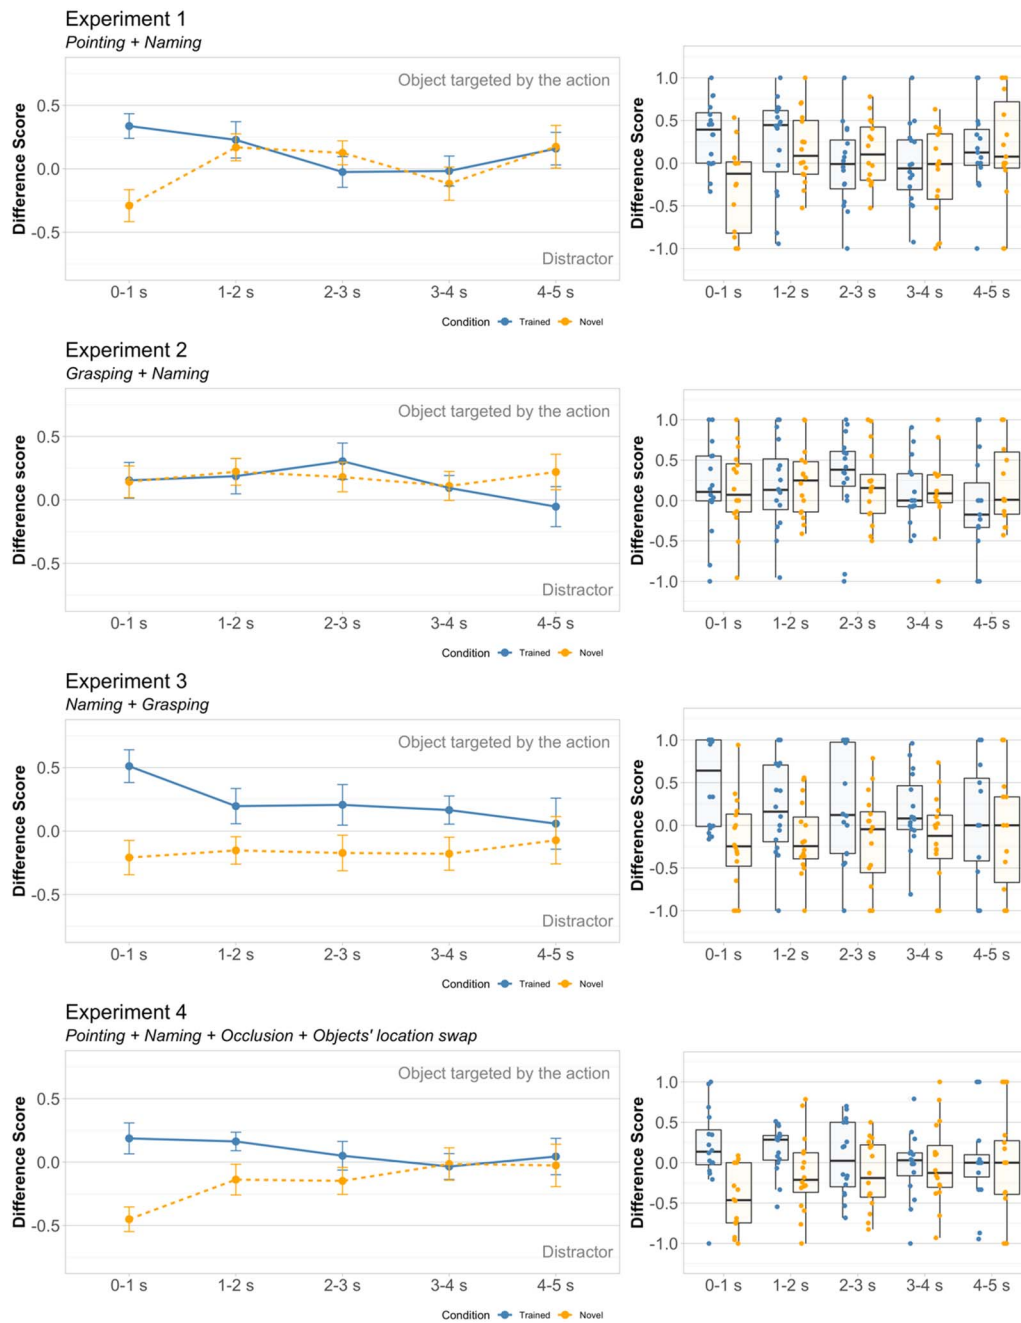 Experiment 1
Pointing + Naming
Difference Score
0.5
0.0
-0.5
Object targeted by the action
Distractor
0-1 s
1-2 s
2-3 s
3-4 s
4-5 s
Condition Trained Novel
Difference Score
1.0
0.5
0.0
-0.5
-1.0
0-1 s
1-2 s
2-3 s
3-4 s
4-5 s
Experiment 2
Grasping + Naming
Difference score
0.5
0.0
-0.5
Object targeted by the action
Distractor
0-1 s
1-2 s
2-3 s
3-4 s
4-5 s
Condition Trained Novel
Difference Score
1.0
0.5
0.0
-0.5
-1.0
0-1 s
1-2 s
2-3 s
3-4 s
4-5 s
Experiment 3
Naming + Grasping
Difference Score
0.5
0.0
-0.5
Object targeted by the action
Distractor
0-1 s
1-2 s
2-3 s
3-4 s
4-5 s
Condition Trained Novel
Difference Score
1.0
0.5
0.0
-0.5
-1.0
0-1 s
1-2 s
2-3 s
3-4 s
4-5 s
Experiment 4
Pointing + Naming + Occlusion + Objects' location swap
Difference Score
0.5
0.0
-0.5
Object targeted by the action
Distractor
0-1 s
1-2 s
2-3 s
3-4 s
4-5 s
Condition Trained Novel
Difference Score
1.0
0.5
0.0
-0.5
-1.0
0-1 s
1-2 s
2-3 s
3-4 s
4-5 s